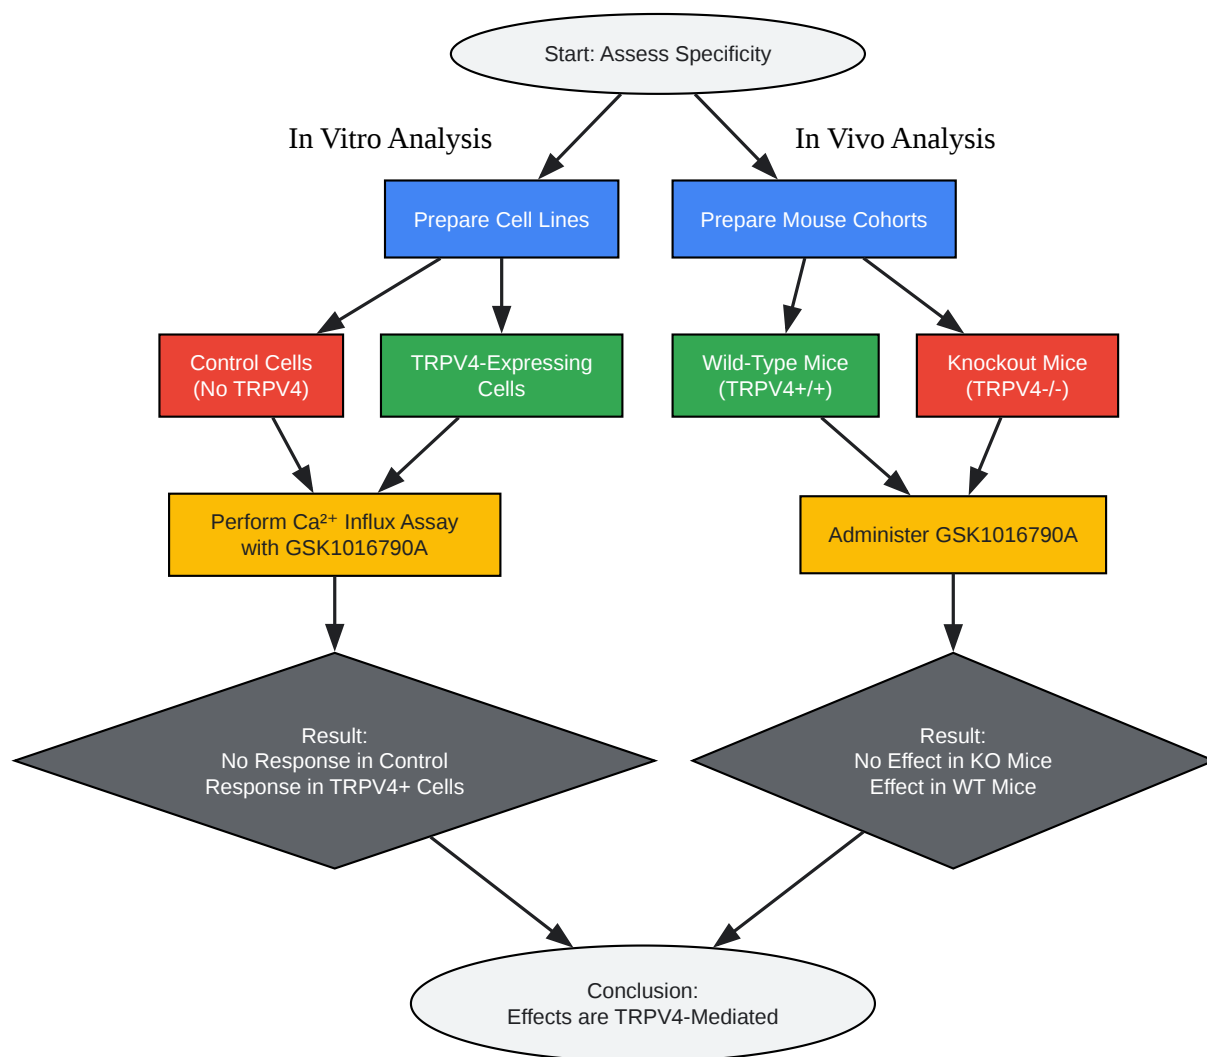 Start: Assess Specificity
In Vitro Analysis
In Vivo Analysis
Prepare Cell Lines
Prepare Mouse Cohorts
Control Cells
(No TRPV4)
TRPV4-Expressing
Cells
Wild-Type Mice
(TRPV4+/+)
Knockout Mice
(TRPV4-/-)
Perform Ca²⁺ Influx Assay
with GSK1016790A
Administer GSK1016790A
Result:
No Response in Control
Response in TRPV4+ Cells
Result:
No Effect in KO Mice
Effect in WT Mice
Conclusion:
Effects are TRPV4-Mediated